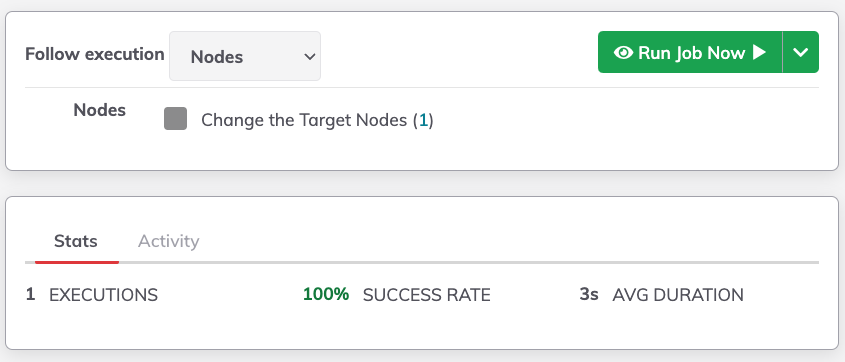 Follow execution Nodes Run Job Now
Nodes Change the Target Nodes (1)
Stats Activity
1 EXECUTIONS 100% SUCCESS RATE 3s AVG DURATION